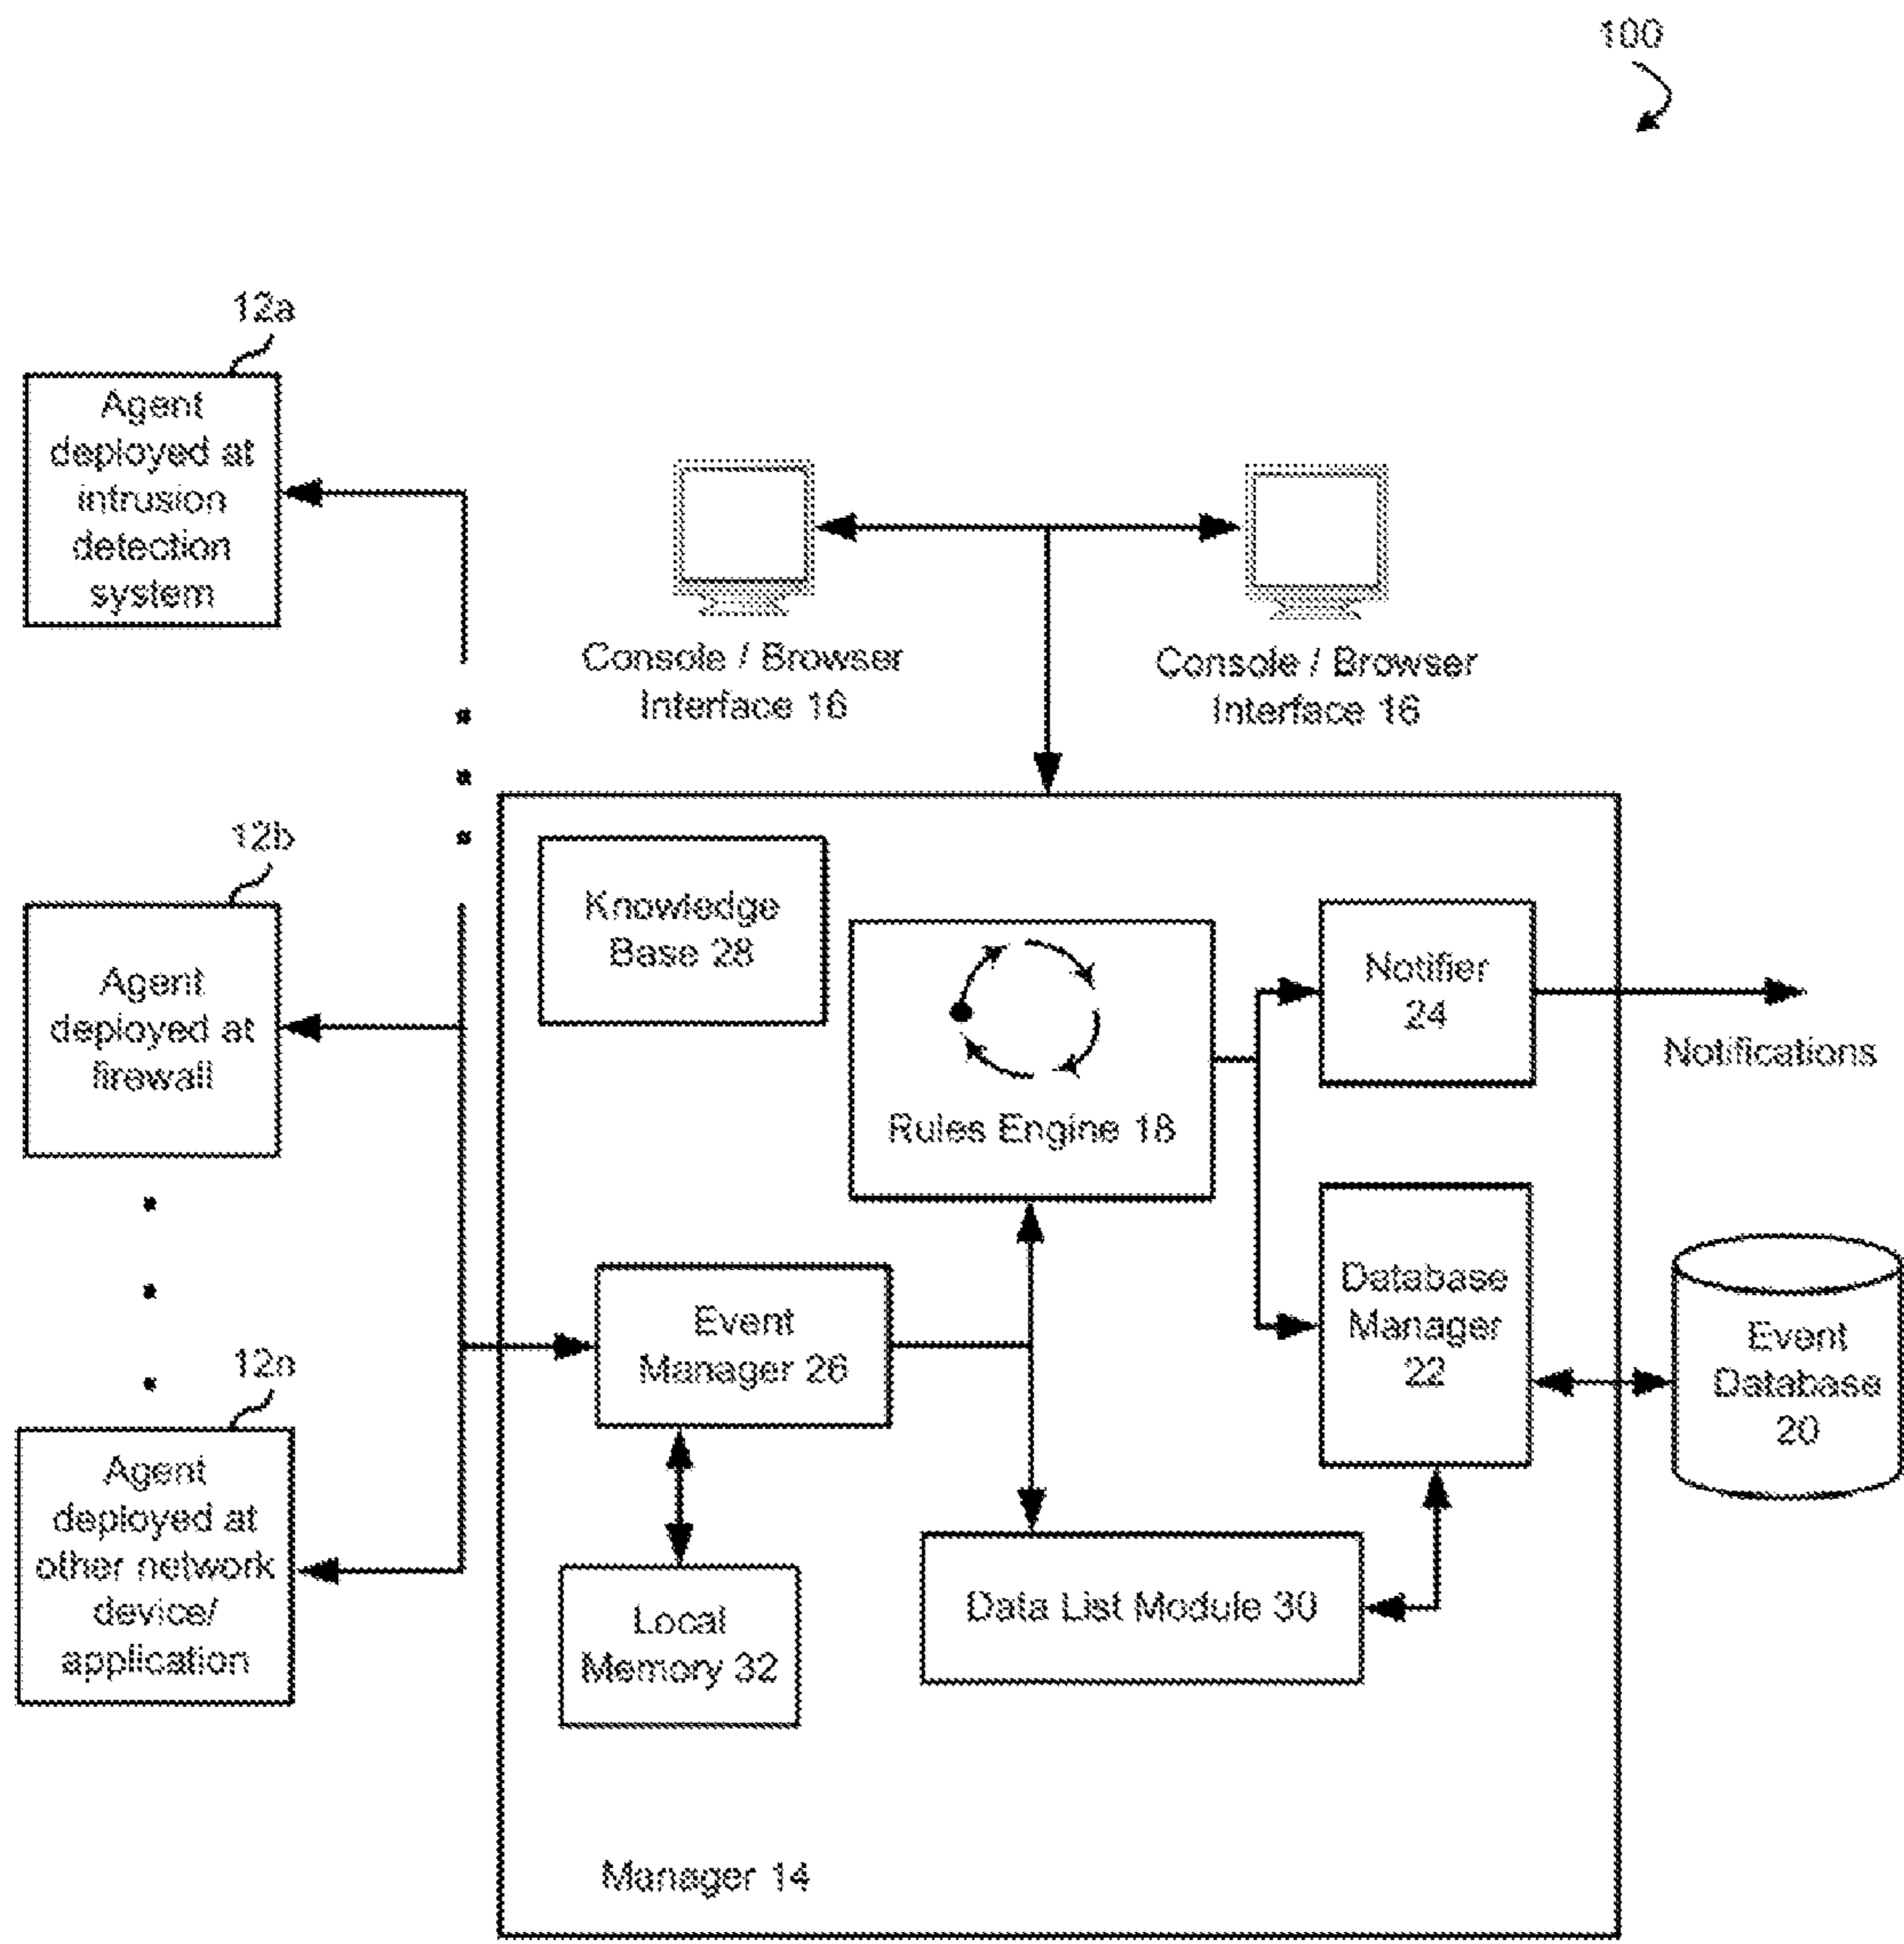 100
12a
Agent
deployed at
intrusion
detection
system
Console / Browser
Interface 16
Console / Browser
Interface 16
12b
Agent
deployed at
firewall
Knowledge
Base 28
Rules Engine 18
Notifier
24
Notifications
Event
Manager 26
Database
Manager
22
Event
Database
20
12n
Agent
deployed at
other network
device/
application
Local
Memory 32
Data List Module 30
Manager 14